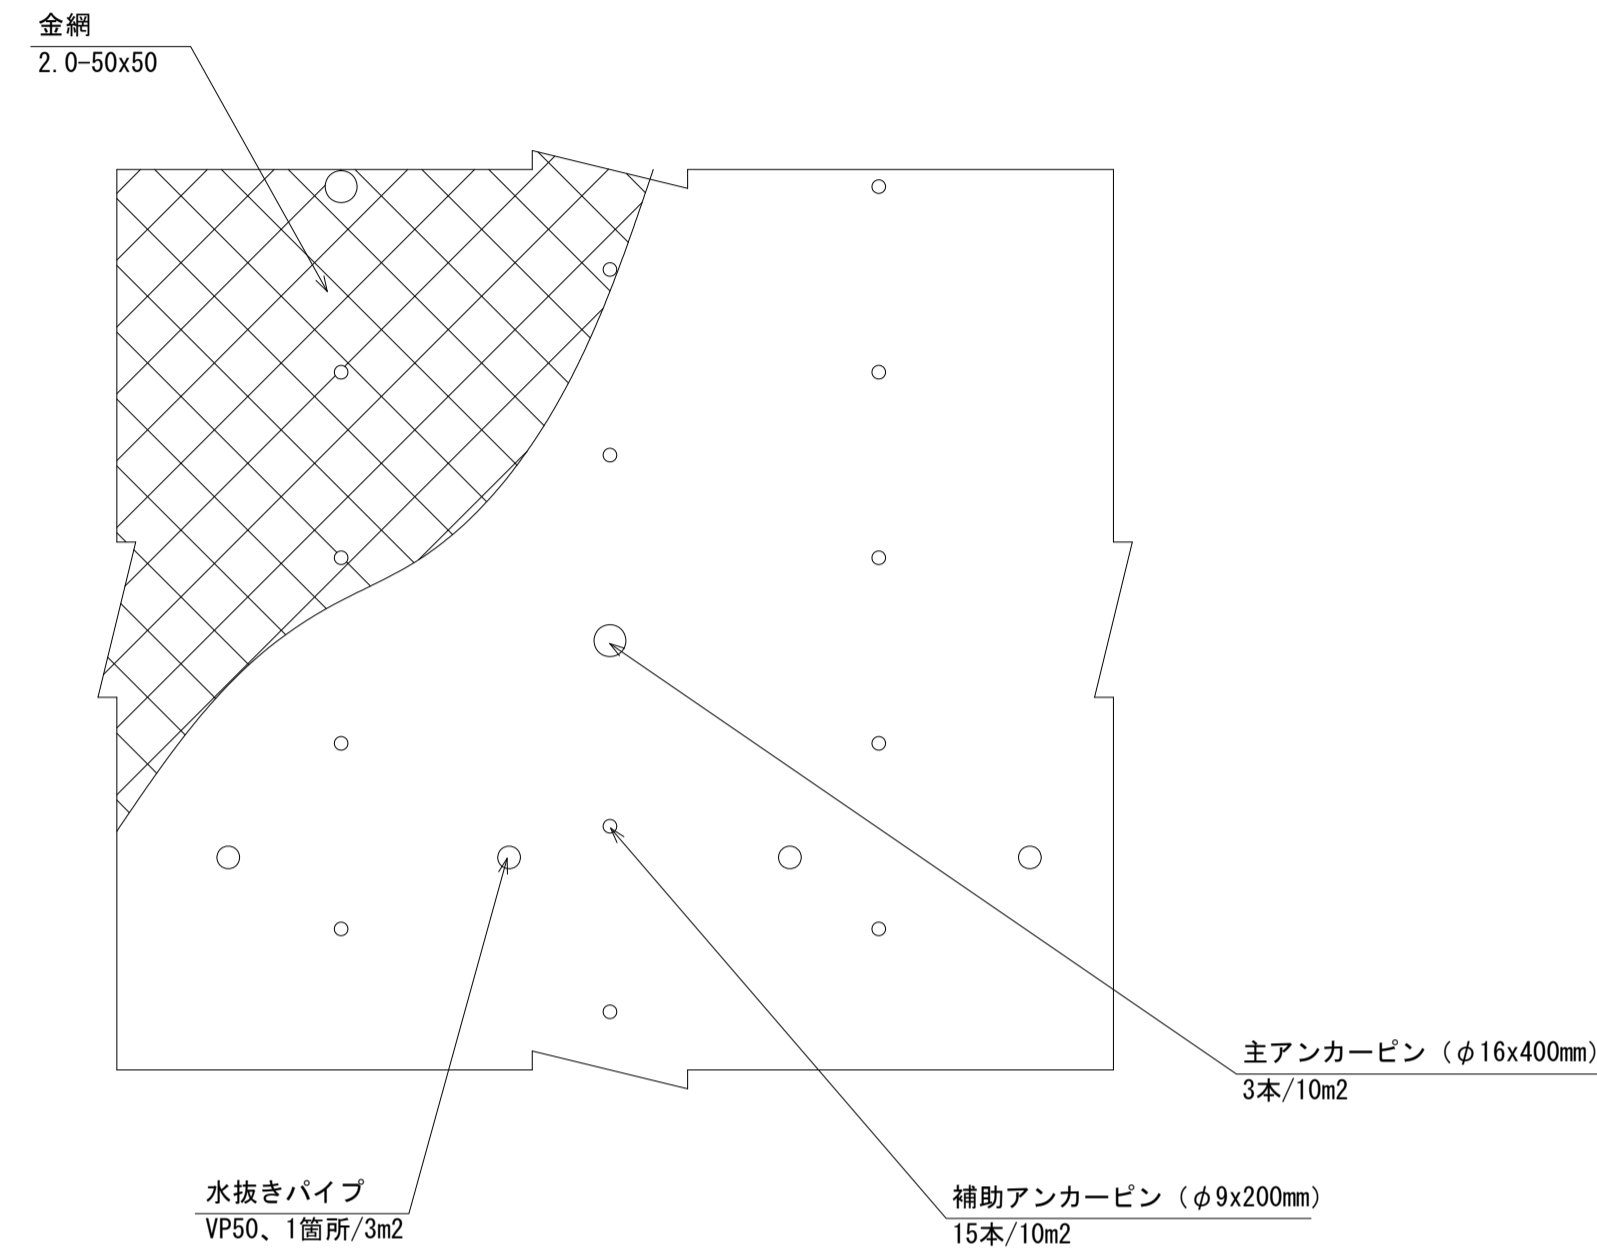 金網
2.0-50x50
主アンカーピン（φ16x400mm）
3本/10m2
水抜きパイプ
VP50、1箇所/3m2
補助アンカーピン（φ9x200mm）
15本/10m2